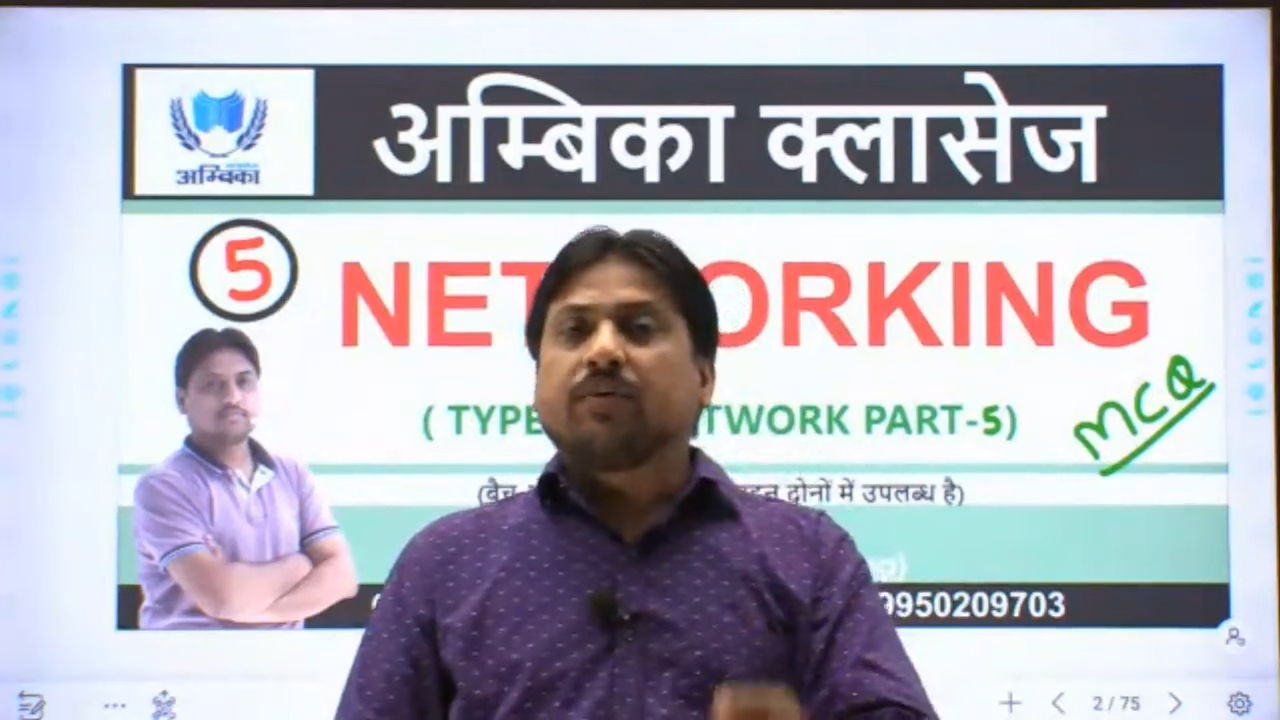 अम्बिका
अम्बिका क्लासेज
5
NET ORKING
( TYPE TWORK PART-5)
MCQ
दोनों में उपलब्ध है)
9950209703
2 / 75